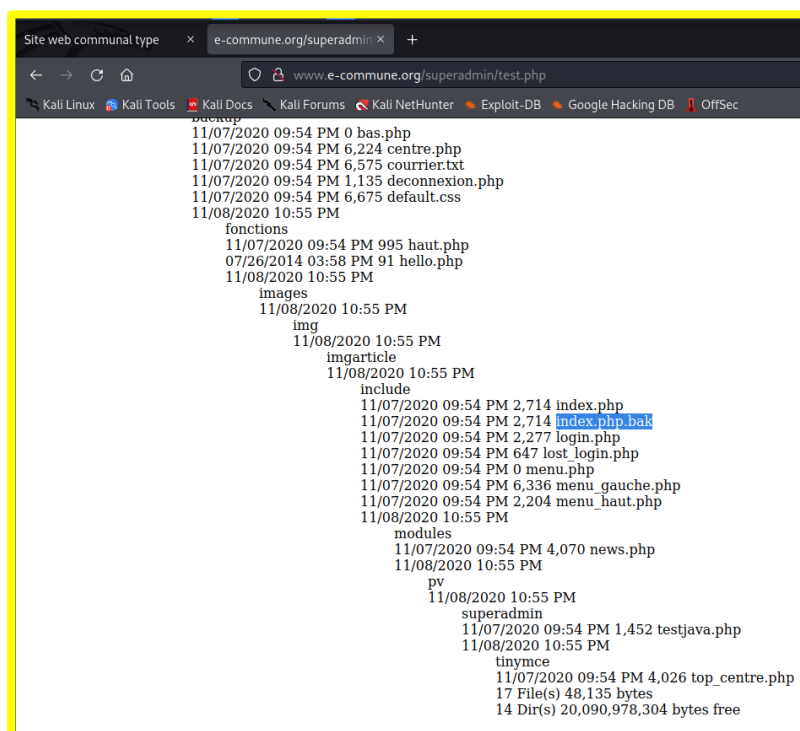 Site web communal type × e-commune.org/superadmin × +
www.e-commune.org/superadmin/test.php
Kali Linux Kali Tools Kali Docs Kali Forums Kali NetHunter Exploit-DB Google Hacking DB OffSec
backup
11/07/2020 09:54 PM 0 bas.php
11/07/2020 09:54 PM 6,224 centre.php
11/07/2020 09:54 PM 6,575 courrier.txt
11/07/2020 09:54 PM 1,135 deconnexion.php
11/07/2020 09:54 PM 6,675 default.css
11/08/2020 10:55 PM
fonctions
11/07/2020 09:54 PM 995 haut.php
07/26/2014 03:58 PM 91 hello.php
11/08/2020 10:55 PM
images
11/08/2020 10:55 PM
img
11/08/2020 10:55 PM
imgarticle
11/08/2020 10:55 PM
include
11/07/2020 09:54 PM 2,714 index.php
11/07/2020 09:54 PM 2,714 index.php.bak
11/07/2020 09:54 PM 2,277 login.php
11/07/2020 09:54 PM 647 lost_login.php
11/07/2020 09:54 PM 0 menu.php
11/07/2020 09:54 PM 6,336 menu_gauche.php
11/07/2020 09:54 PM 2,204 menu_haut.php
11/08/2020 10:55 PM
modules
11/07/2020 09:54 PM 4,070 news.php
11/08/2020 10:55 PM
pv
11/08/2020 10:55 PM
superadmin
11/07/2020 09:54 PM 1,452 testjava.php
11/08/2020 10:55 PM
tinymce
11/07/2020 09:54 PM 4,026 top_centre.php
17 File(s) 48,135 bytes
14 Dir(s) 20,090,978,304 bytes free